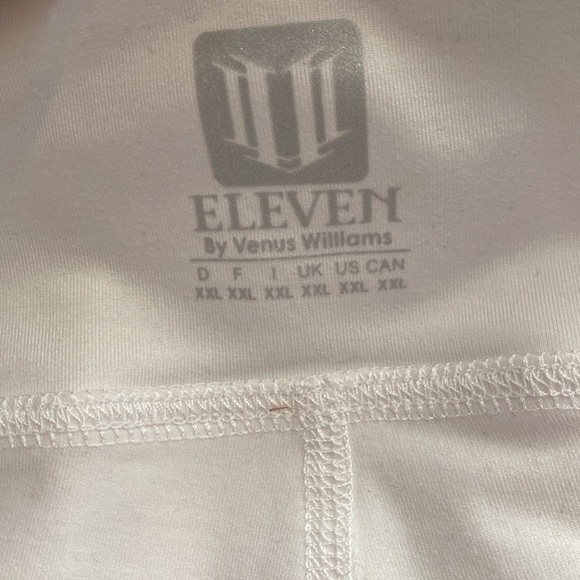 ELEVEN
By Venus Williams
D F I UK US CAN
XXL XXL XXL XXL XXL XXL